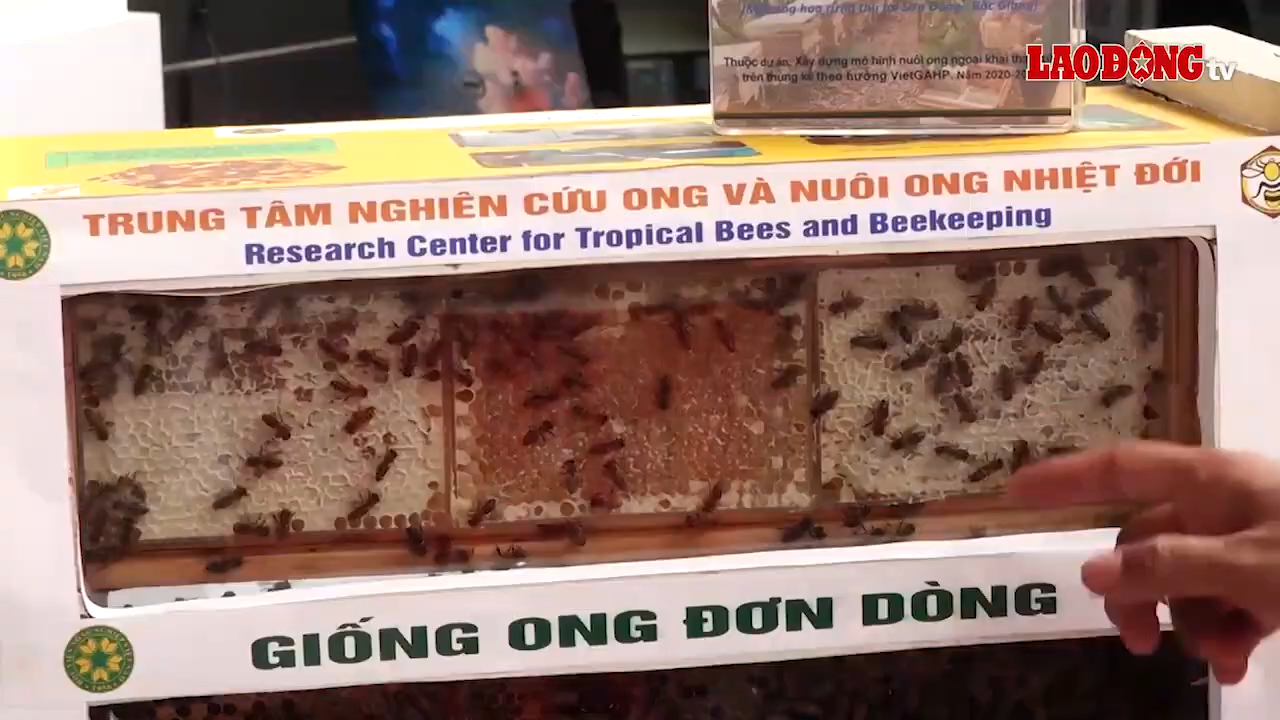 Thuộc dự án. Xây dựng mô hình nuôi ong ngoại khai
trên thùng kế theo hướng VietGAHP. Năm 2020-
LAO ĐỘNG tv
TRUNG TÂM NGHIÊN CỨU ONG VÀ NUÔI ONG NHIỆT ĐỚI
Research Center for Tropical Bees and Beekeeping
GIỐNG ONG ĐƠN DÒNG